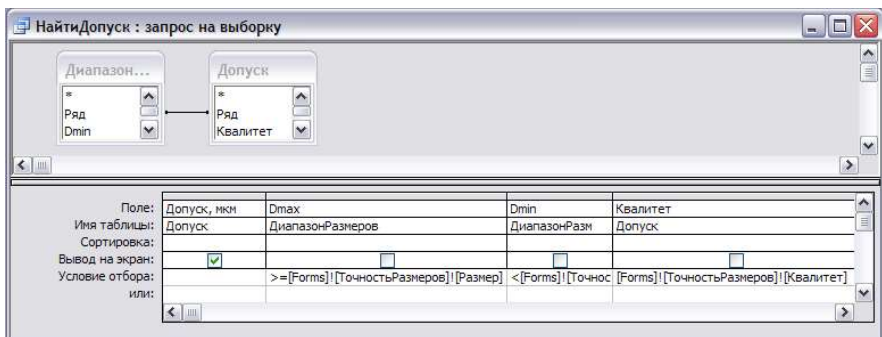 НайтиДопуск : запрос на выборку
Диапазон... Допуск
* *
Ряд Ряд
Dmin Квалитет
Поле: Допуск, мкм Dmax Dmin Квалитет
Имя таблицы: Допуск ДиапазонРазмеров ДиапазонРазм Допуск
Сортировка:
Вывод на экран:
Условие отбора: >=[Forms]![ТочностьРазмеров]![Размер] <[Forms]![Точнос [Forms]![ТочностьРазмеров]![Квалитет]
или: